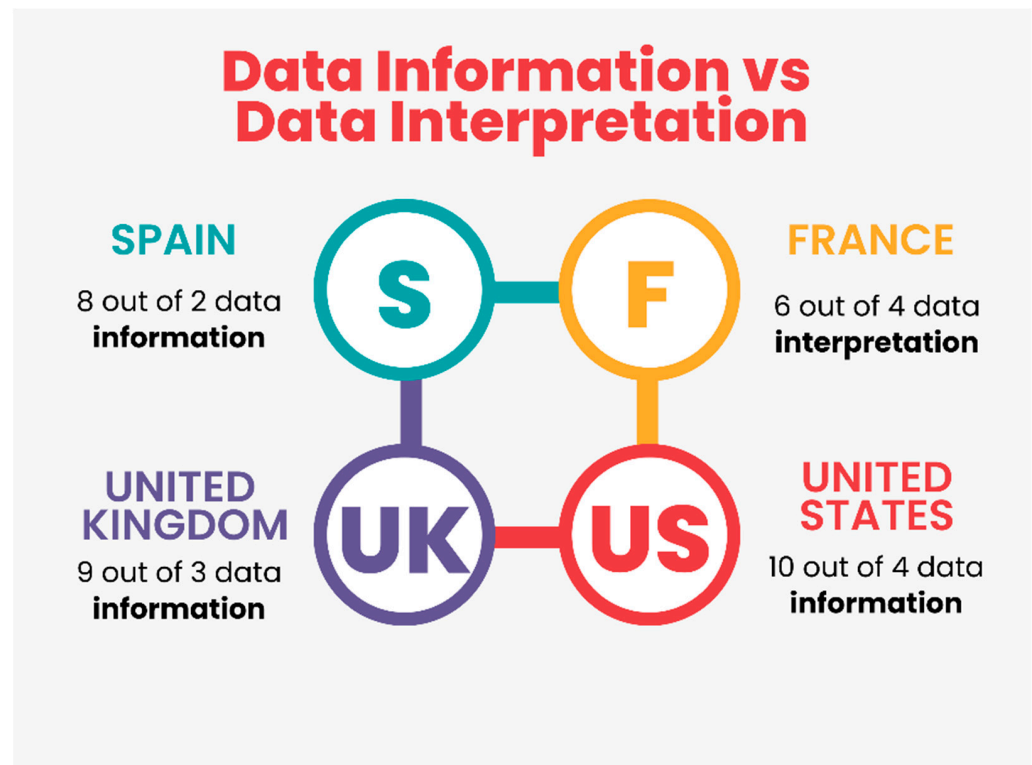 Data Information vs
Data Interpretation
SPAIN
8 out of 2 data
information
S
F
FRANCE
6 out of 4 data
interpretation
UNITED
KINGDOM
9 out of 3 data
information
UK
US
UNITED
STATES
10 out of 4 data
information